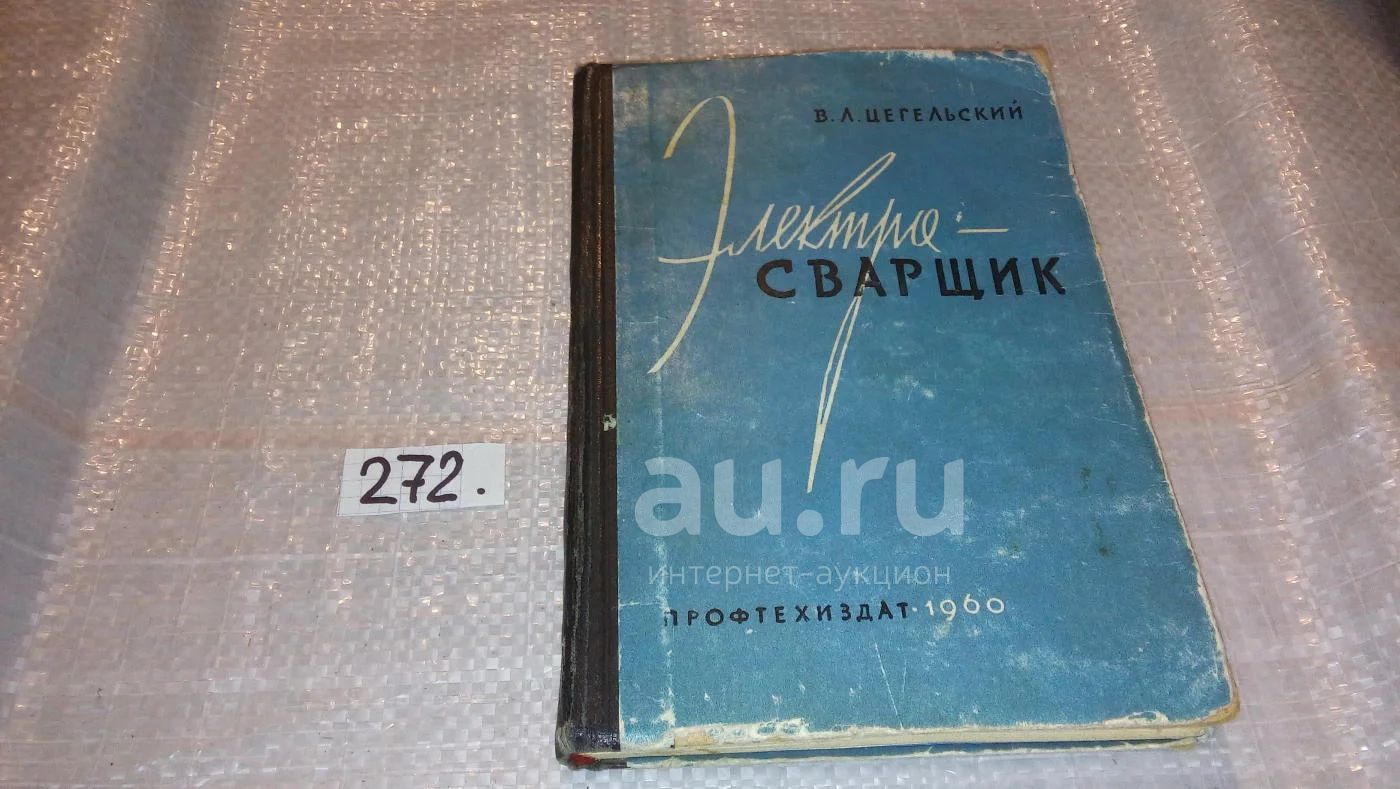 В. Л. ЦЕГЕЛЬСКИЙ
Электро-
СВАРЩИК
272.
au.ru
интернет-аукцион
ПРОФТЕХИЗДАТ · 1960